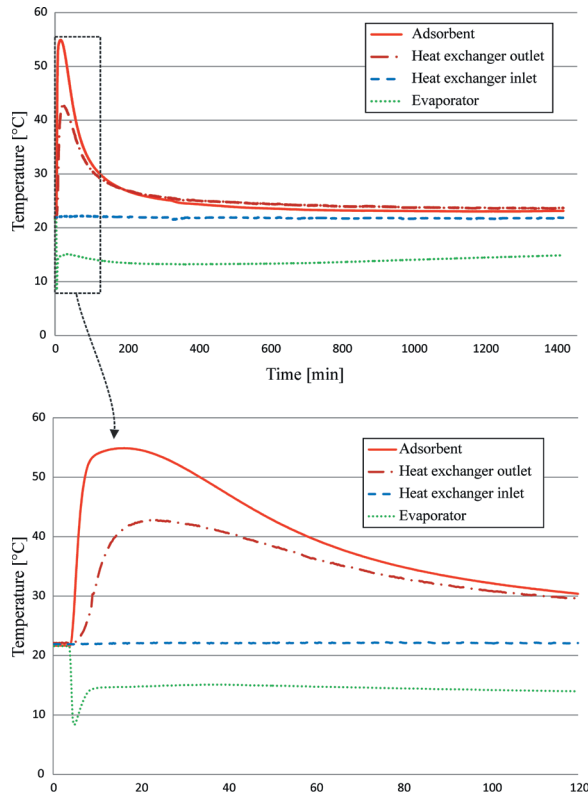 60
50
40
30
20
10
0
Temperature [°C]
Adsorbent
Heat exchanger outlet
Heat exchanger inlet
Evaporator
0 200 400 600 800 1000 1200 1400
Time [min]
60
50
40
30
20
10
0
Temperature [°C]
Adsorbent
Heat exchanger outlet
Heat exchanger inlet
Evaporator
0 20 40 60 80 100 120